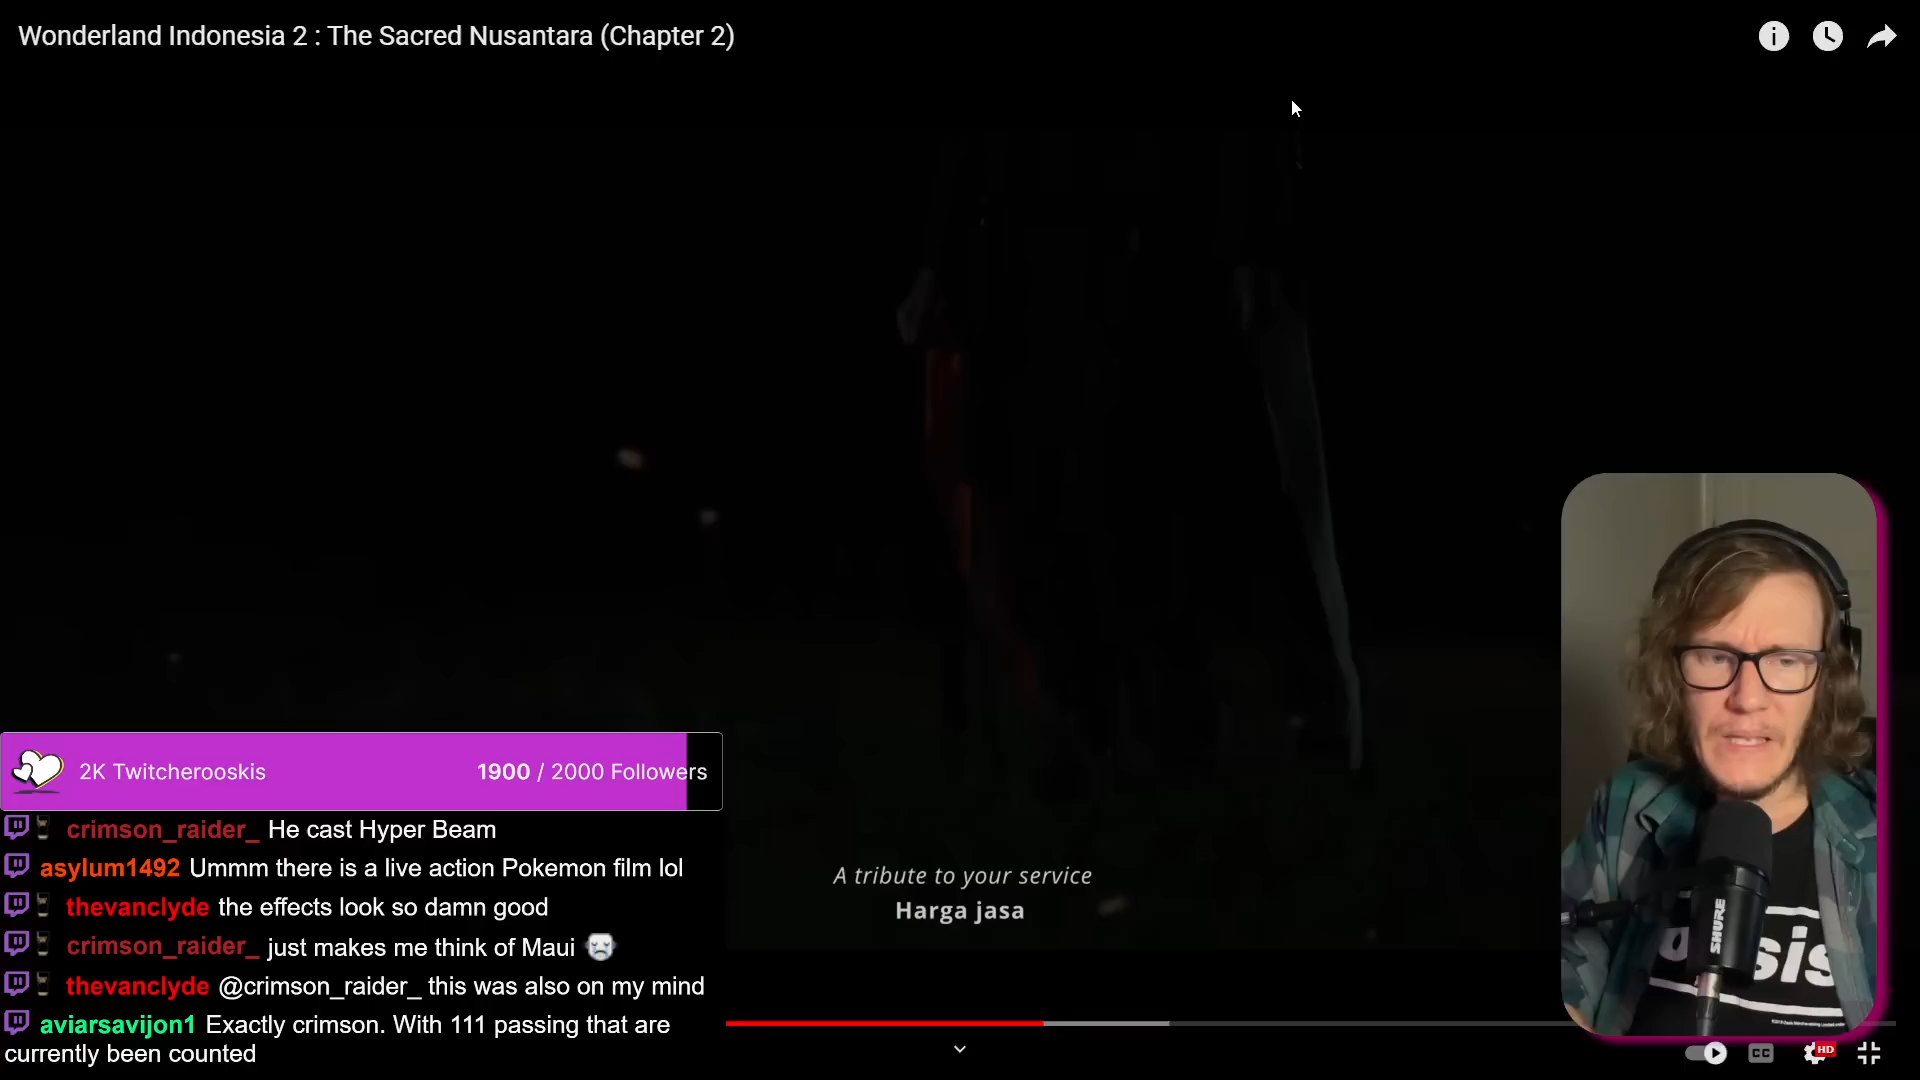 Wonderland Indonesia 2 : The Sacred Nusantara (Chapter 2)
2K Twitcherooskis 1900 / 2000 Followers
crimson_raider_ He cast Hyper Beam
asylum1492 Ummm there is a live action Pokemon film lol
thevanclyde the effects look so damn good
crimson_raider_ just makes me think of Maui
thevanclyde @crimson_raider_ this was also on my mind
aviarsavijon1 Exactly crimson. With 111 passing that are
currently been counted
A tribute to your service
Harga jasa
SHURE
asis
CC
HD